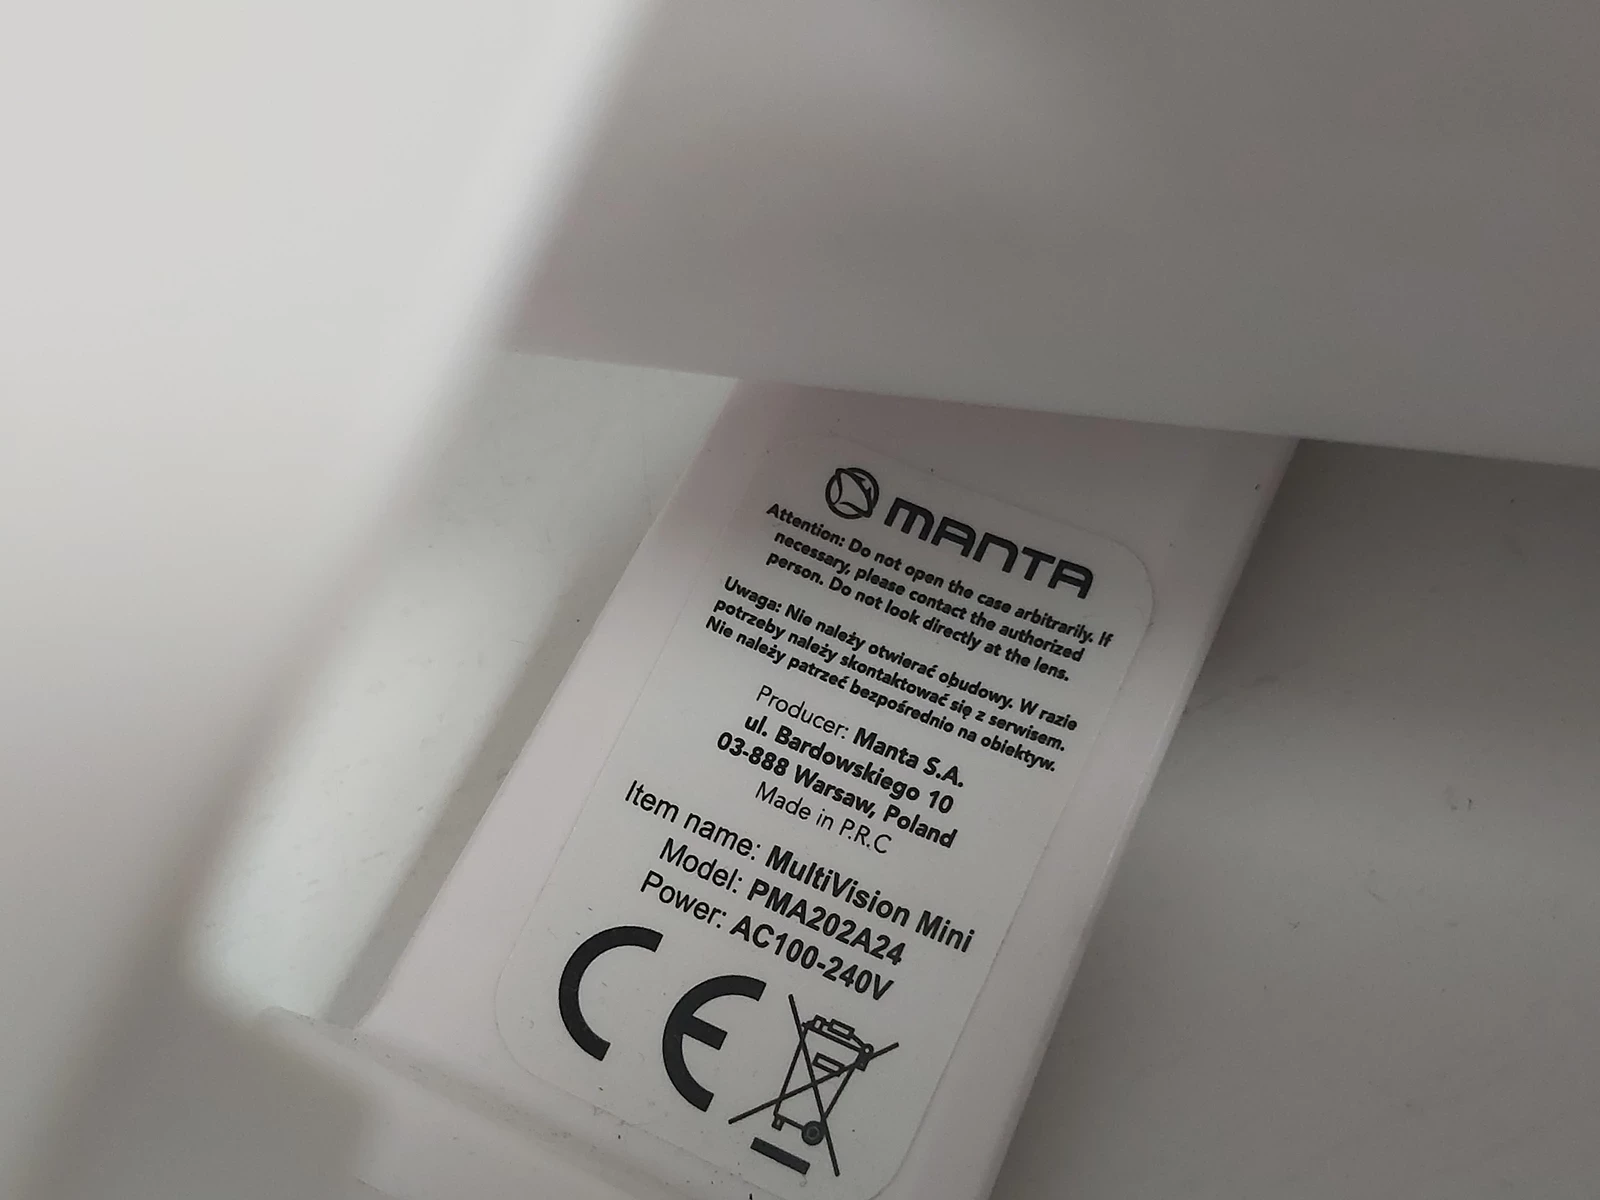 MANTA
Attention: Do not open the case arbitrarily. If
necessary, please contact the authorized
person. Do not look directly at the lens.
Uwaga: Nie należy otwierać obudowy. W razie
potrzeby należy skontaktować się z serwisem.
Nie należy patrzeć bezpośrednio na obiektyw.
Producer: Manta S.A.
ul. Bardowskiego 10
03-888 Warsaw, Poland
Made in P.R.C
Item name: MultiVision Mini
Model: PMA202A24
Power: AC100-240V
CE